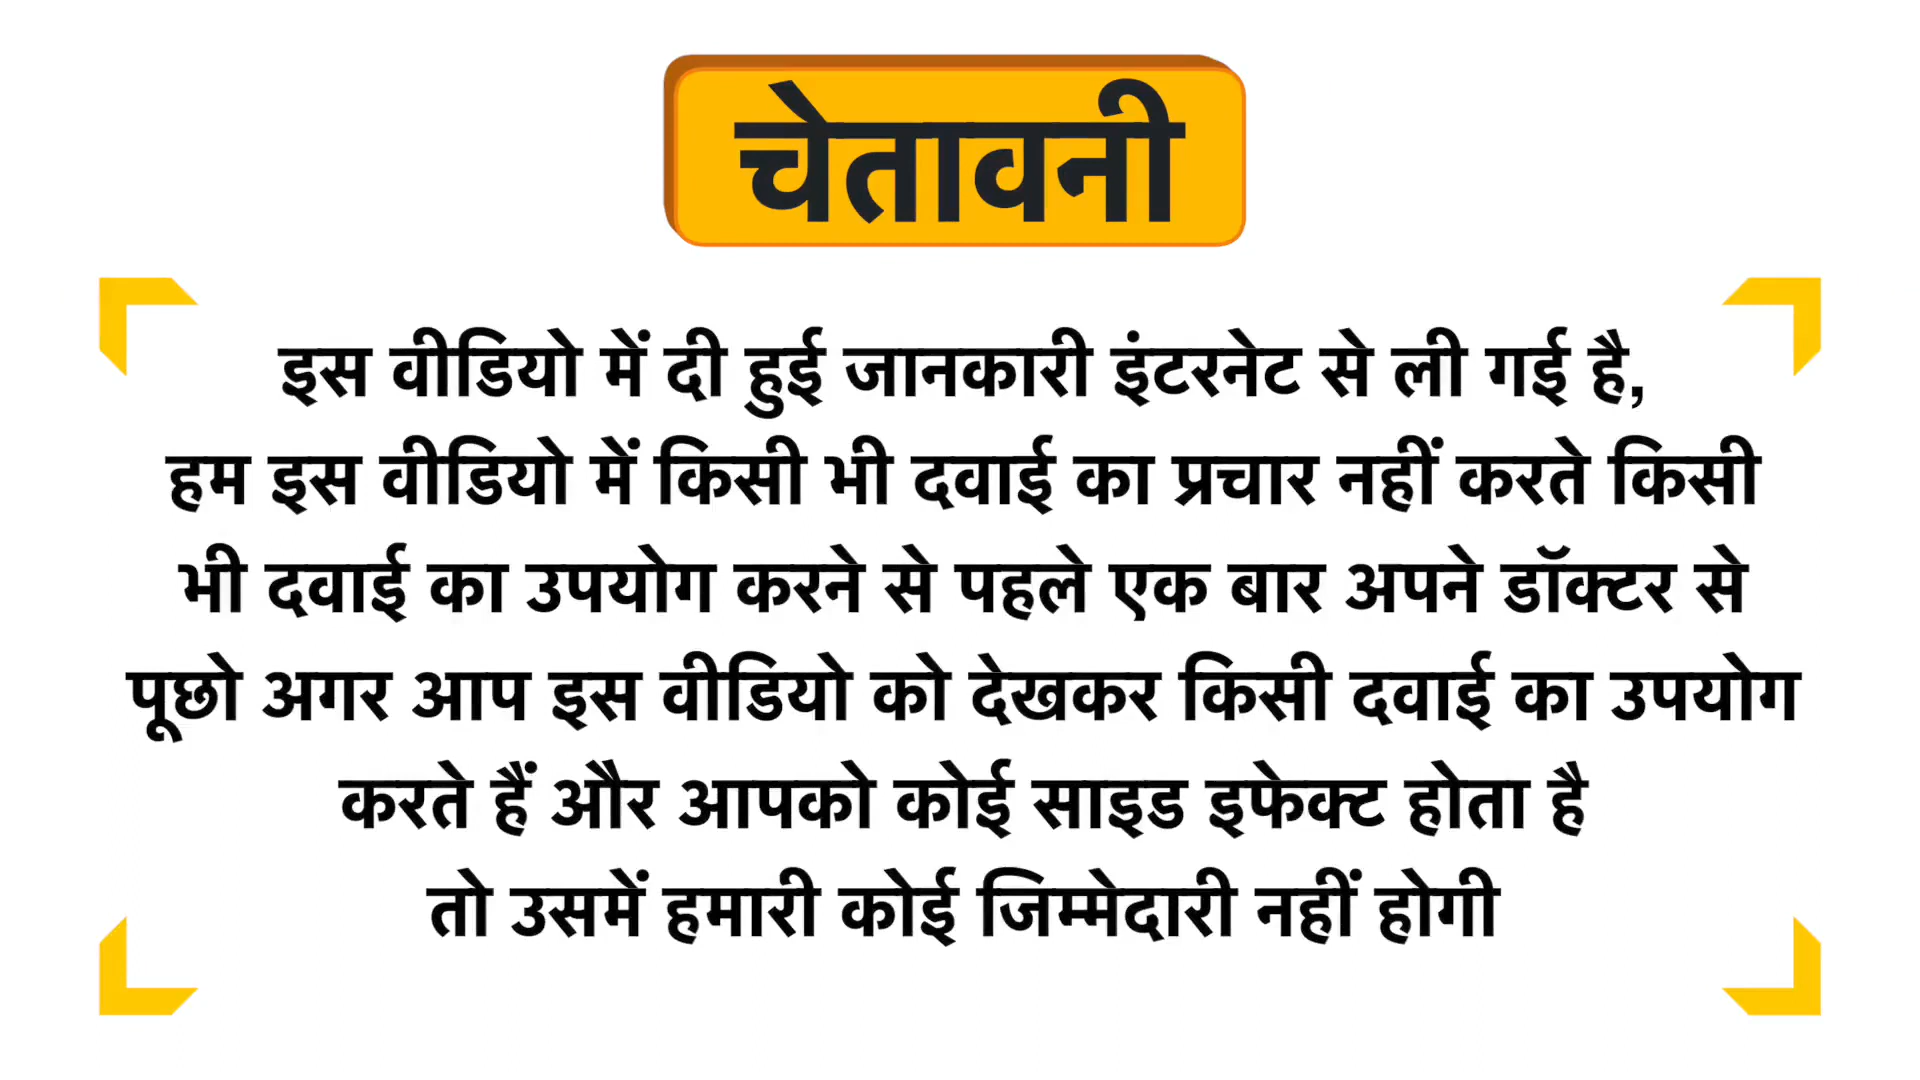 चेतावनी
इस वीडियो में दी हुई जानकारी इंटरनेट से ली गई है,
हम इस वीडियो में किसी भी दवाई का प्रचार नहीं करते किसी
भी दवाई का उपयोग करने से पहले एक बार अपने डॉक्टर से
पूछो अगर आप इस वीडियो को देखकर किसी दवाई का उपयोग
करते हैं और आपको कोई साइड इफेक्ट होता है
तो उसमें हमारी कोई जिम्मेदारी नहीं होगी